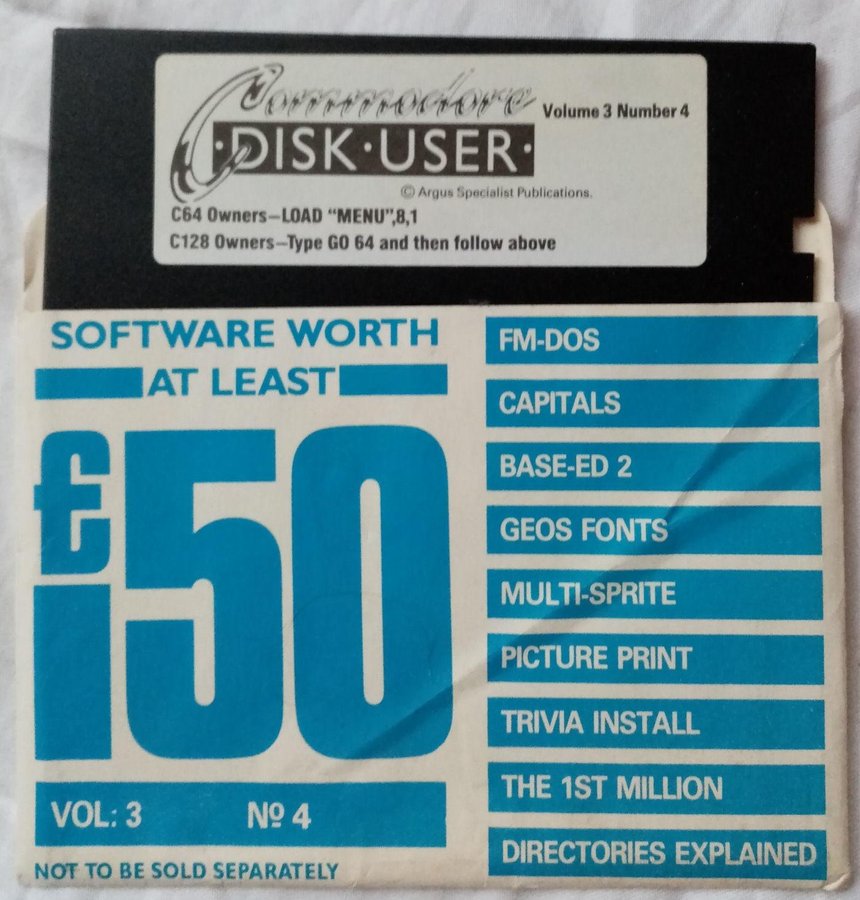 Commodore
·DISK·USER·
Volume 3 Number 4
© Argus Specialist Publications.
C64 Owners–LOAD “MENU”,8,1
C128 Owners–Type GO 64 and then follow above
SOFTWARE WORTH
AT LEAST
£150
VOL: 3 Nº 4
NOT TO BE SOLD SEPARATELY
FM-DOS
CAPITALS
BASE-ED 2
GEOS FONTS
MULTI-SPRITE
PICTURE PRINT
TRIVIA INSTALL
THE 1ST MILLION
DIRECTORIES EXPLAINED